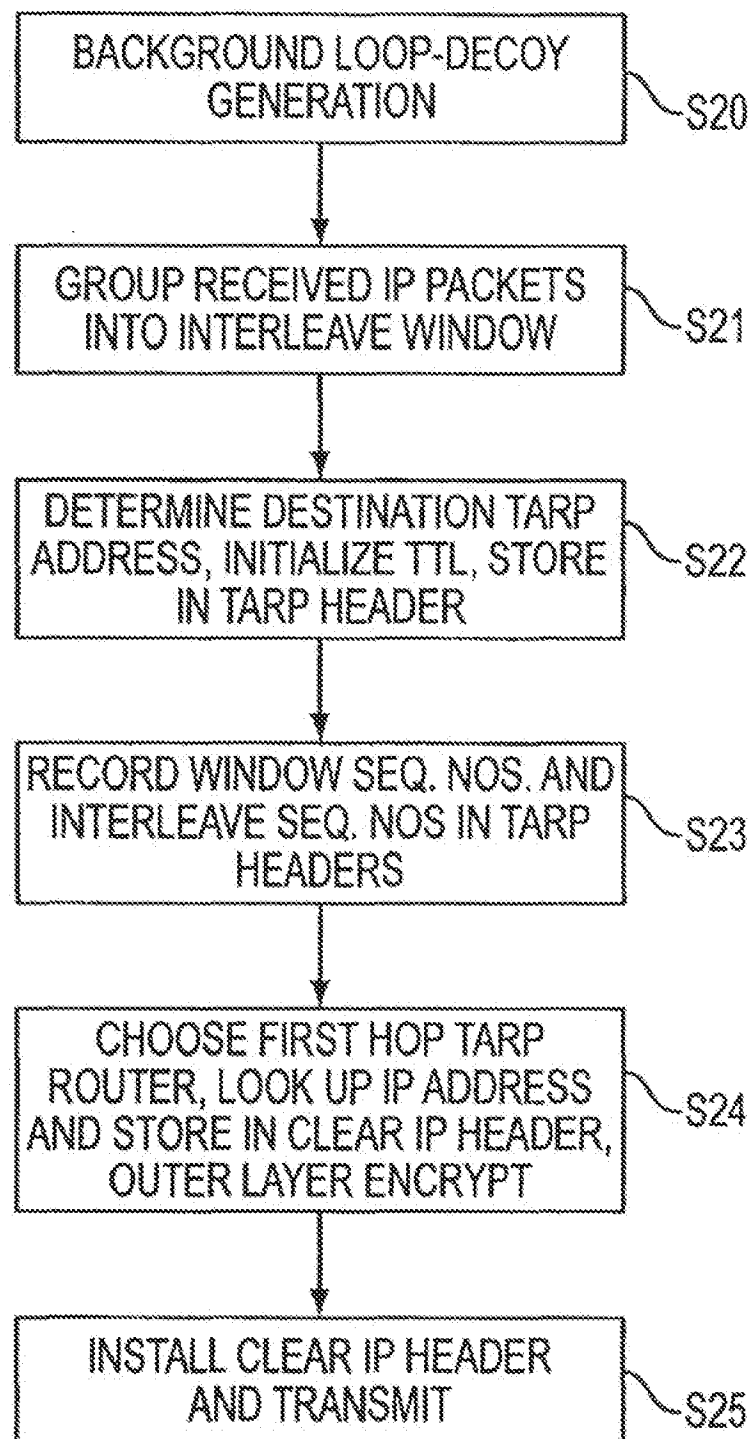 BACKGROUND LOOP-DECOY
GENERATION
S20
GROUP RECEIVED IP PACKETS
INTO INTERLEAVE WINDOW
S21
DETERMINE DESTINATION TARP
ADDRESS, INITIALIZE TTL, STORE
IN TARP HEADER
S22
RECORD WINDOW SEQ. NOS. AND
INTERLEAVE SEQ. NOS IN TARP
HEADERS
S23
CHOOSE FIRST HOP TARP
ROUTER, LOOK UP IP ADDRESS
AND STORE IN CLEAR IP HEADER,
OUTER LAYER ENCRYPT
S24
INSTALL CLEAR IP HEADER
AND TRANSMIT
S25